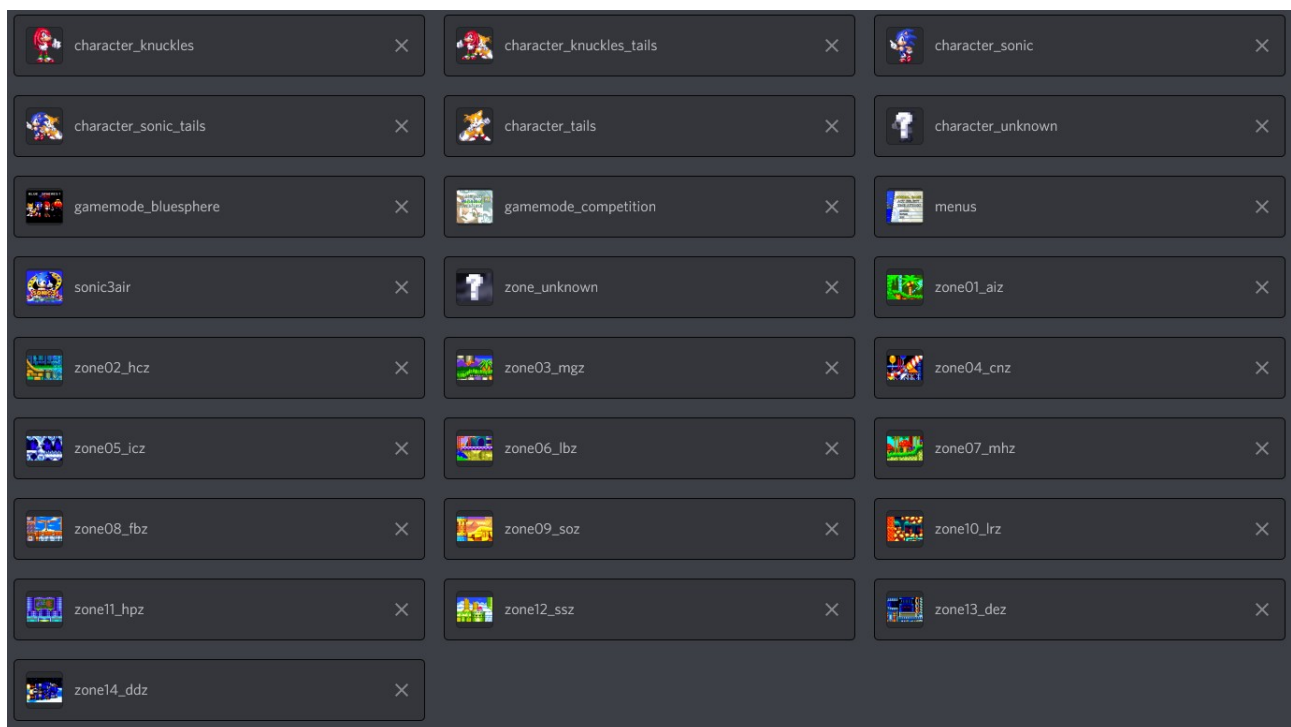 character_knuckles
character_knuckles_tails
character_sonic
character_sonic_tails
character_tails
character_unknown
gamemode_bluesphere
gamemode_competition
menus
sonic3air
zone_unknown
zone01_aiz
zone02_hcz
zone03_mgz
zone04_cnz
zone05_icz
zone06_lbz
zone07_mhz
zone08_fbz
zone09_soz
zone10_lrz
zone11_hpz
zone12_ssz
zone13_dez
zone14_ddz